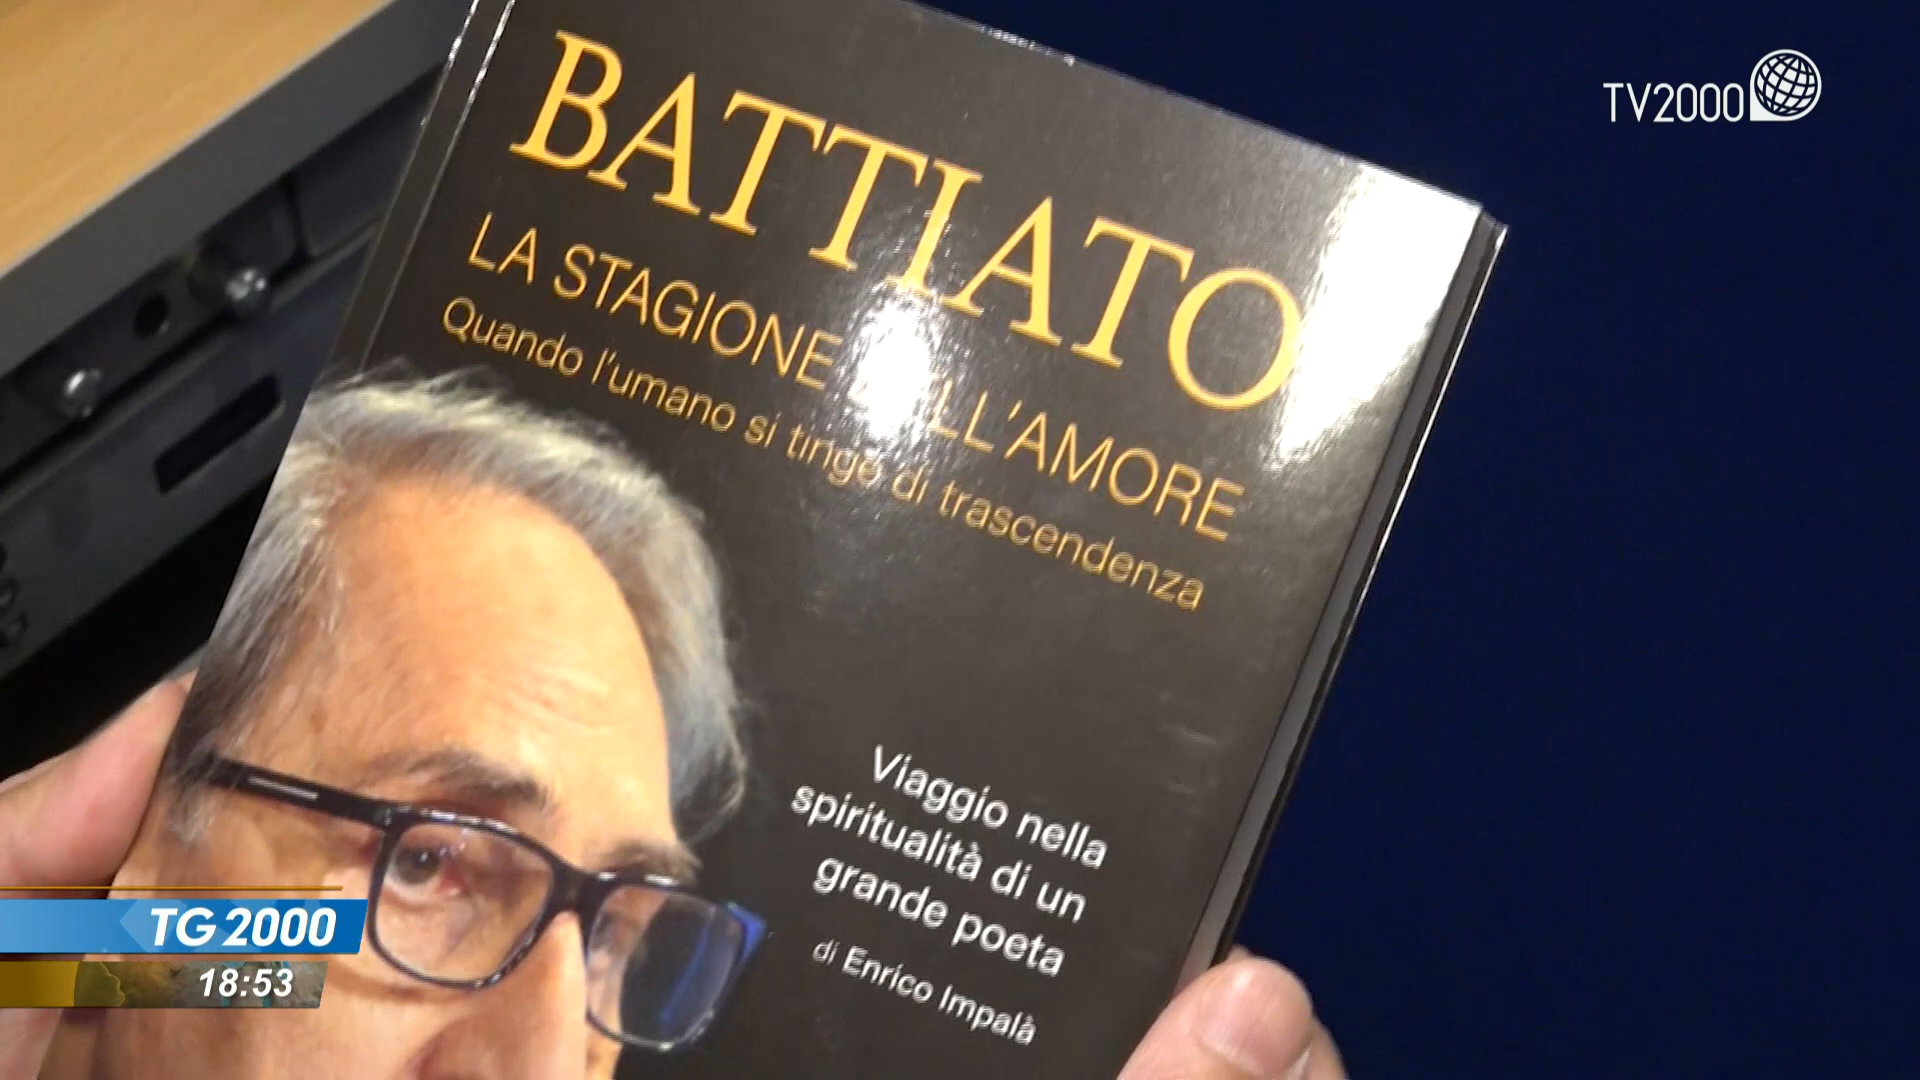 TV2000
BATTIATO
LA STAGIONE DELL'AMORE
Quando l'umano si tinge di trascendenza
Viaggio nella
spiritualità di un
grande poeta
di Enrico Impalà
TG 2000
18:53